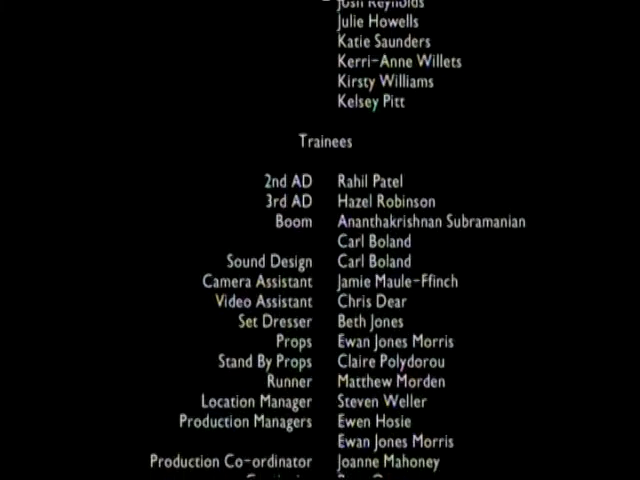 Josh Reynolds
Julie Howells
Katie Saunders
Kerri-Anne Willets
Kirsty Williams
Kelsey Pitt
Trainees
2nd AD Rahil Patel
3rd AD Hazel Robinson
Boom Ananthakrishnan Subramanian
Carl Boland
Sound Design Carl Boland
Camera Assistant Jamie Maule-Ffinch
Video Assistant Chris Dear
Set Dresser Beth Jones
Props Ewan Jones Morris
Stand By Props Claire Polydorou
Runner Matthew Morden
Location Manager Steven Weller
Production Managers Ewen Hosie
Ewan Jones Morris
Production Co-ordinator Joanne Mahoney